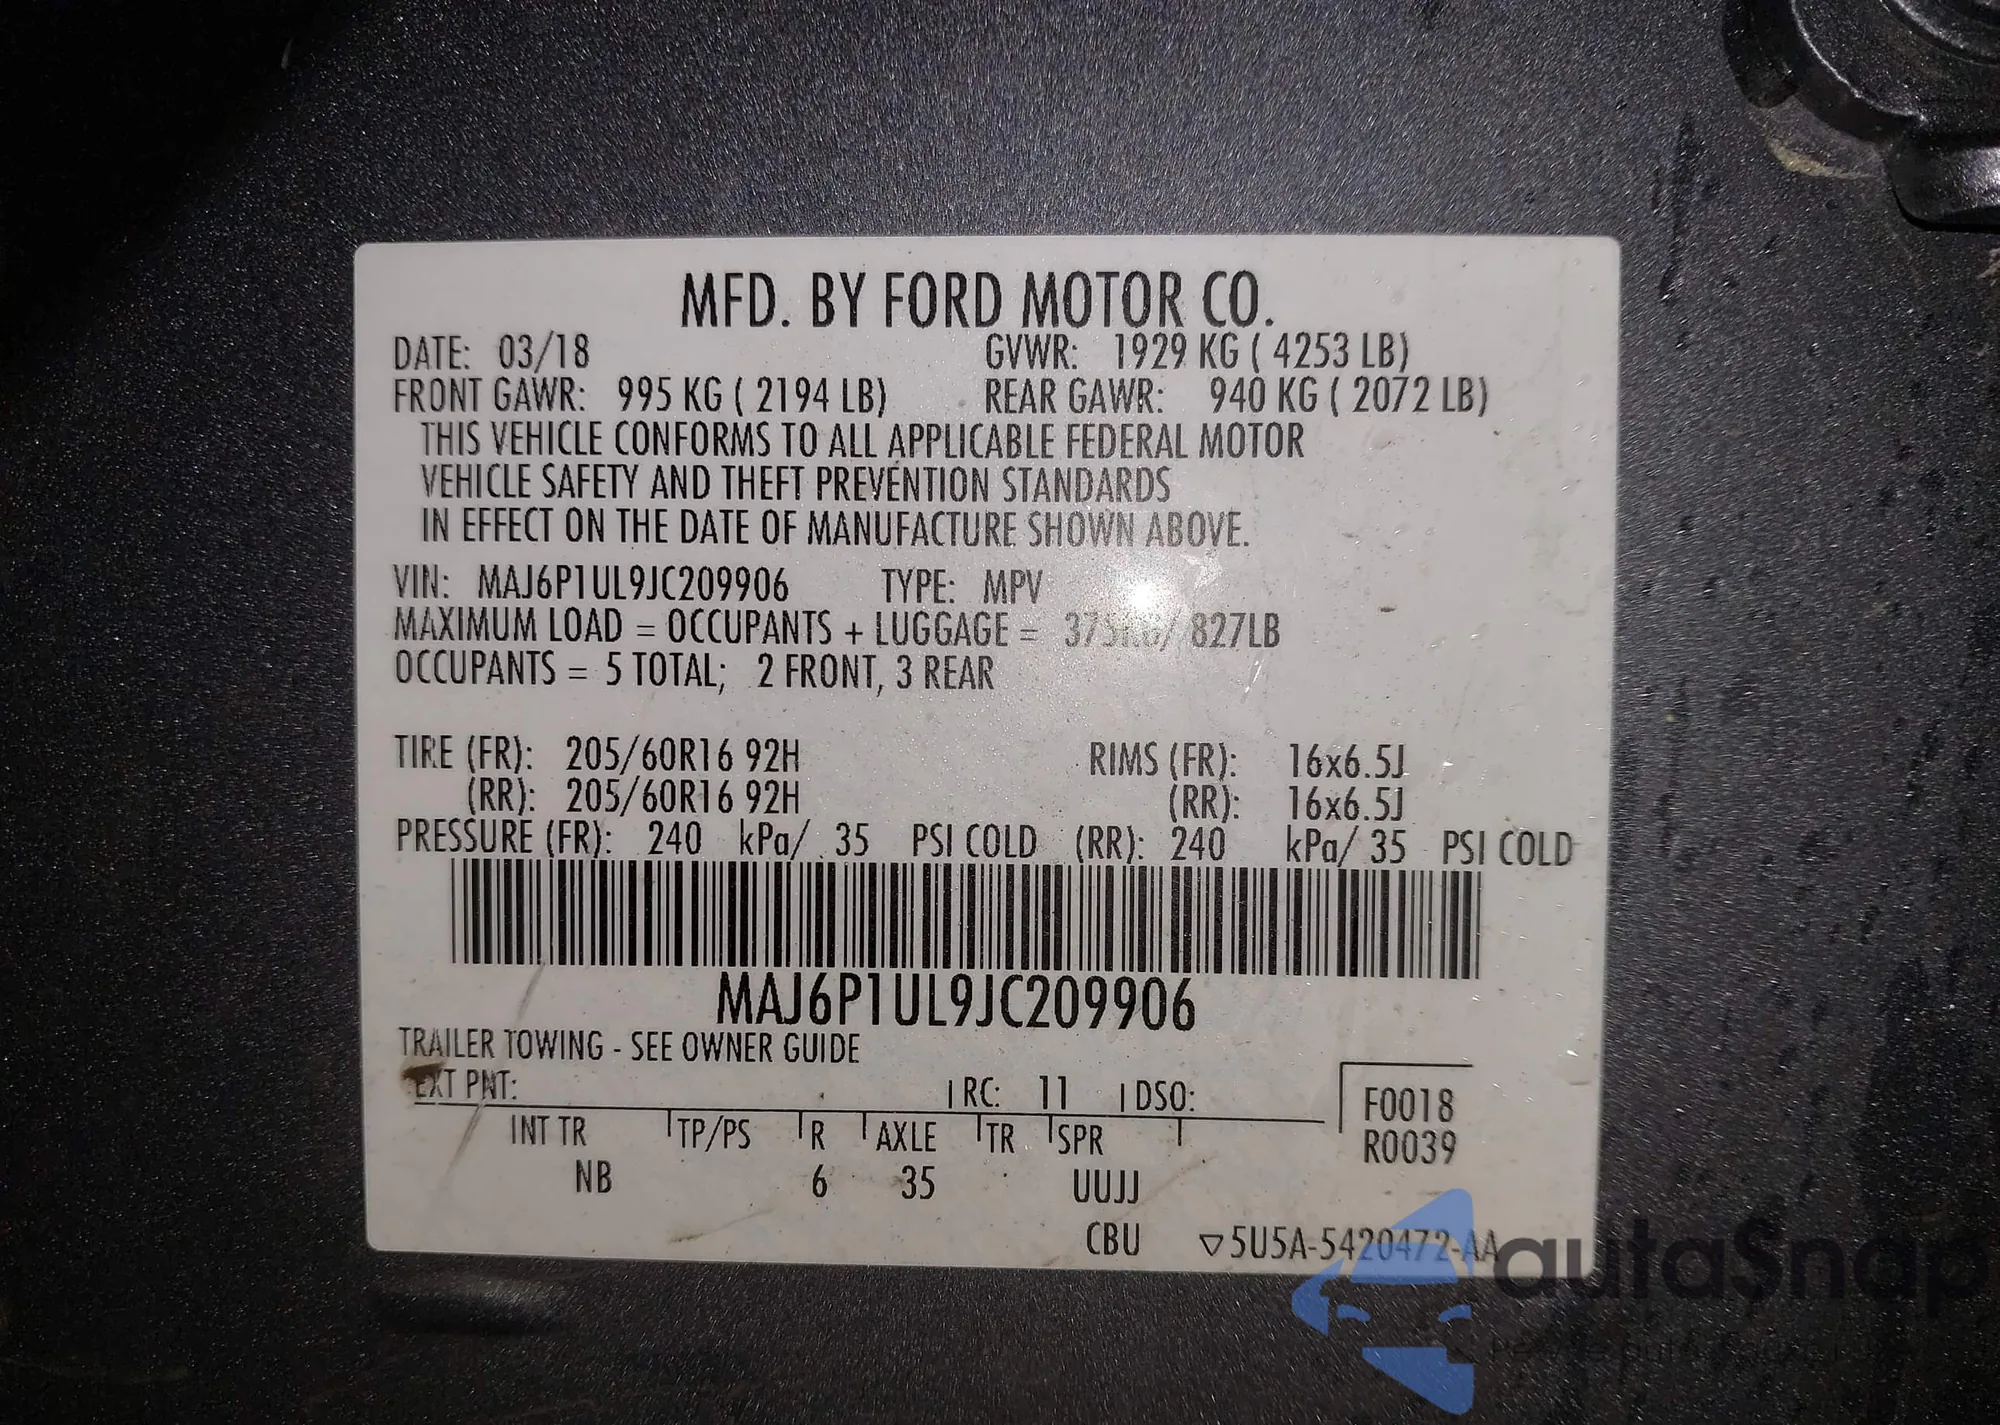 MFD. BY FORD MOTOR CO.
DATE: 03/18 GVWR: 1929 KG ( 4253 LB)
FRONT GAWR: 995 KG ( 2194 LB) REAR GAWR: 940 KG ( 2072 LB)
THIS VEHICLE CONFORMS TO ALL APPLICABLE FEDERAL MOTOR
VEHICLE SAFETY AND THEFT PREVENTION STANDARDS
IN EFFECT ON THE DATE OF MANUFACTURE SHOWN ABOVE.
VIN: MAJ6P1UL9JC209906 TYPE: MPV
MAXIMUM LOAD = OCCUPANTS + LUGGAGE = 375KG/ 827LB
OCCUPANTS = 5 TOTAL; 2 FRONT, 3 REAR
TIRE (FR): 205/60R16 92H RIMS (FR): 16x6.5J
(RR): 205/60R16 92H (RR): 16x6.5J
PRESSURE (FR): 240 kPa/ 35 PSI COLD (RR): 240 kPa/ 35 PSI COLD
MAJ6P1UL9JC209906
TRAILER TOWING - SEE OWNER GUIDE
EXT PNT: RC: 11 DSO: F0018
INT TR TP/PS R AXLE TR SPR R0039
NB 6 35 UUJJ
CBU ▽5U5A-5420472-AA
autasnap